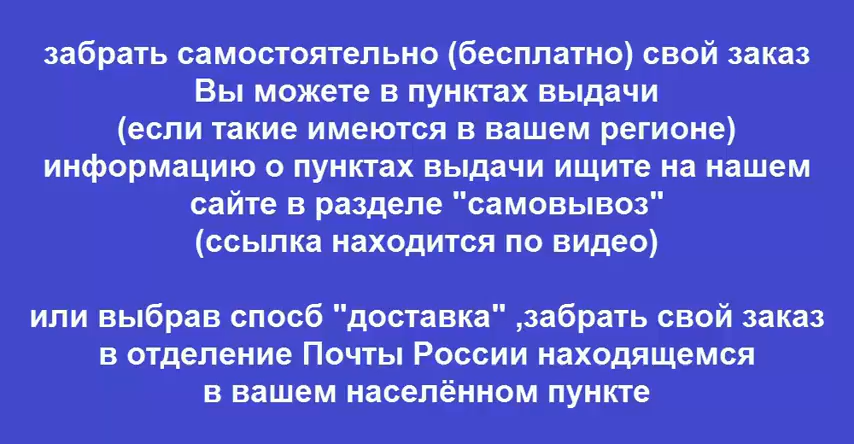 забрать самостоятельно (бесплатно) свой заказ
Вы можете в пунктах выдачи
(если такие имеются в вашем регионе)
информацию о пунктах выдачи ищите на нашем
сайте в разделе "самовывоз"
(ссылка находится по видео)
или выбрав спосб "доставка" ,забрать свой заказ
в отделение Почты России находящемся
в вашем населённом пункте